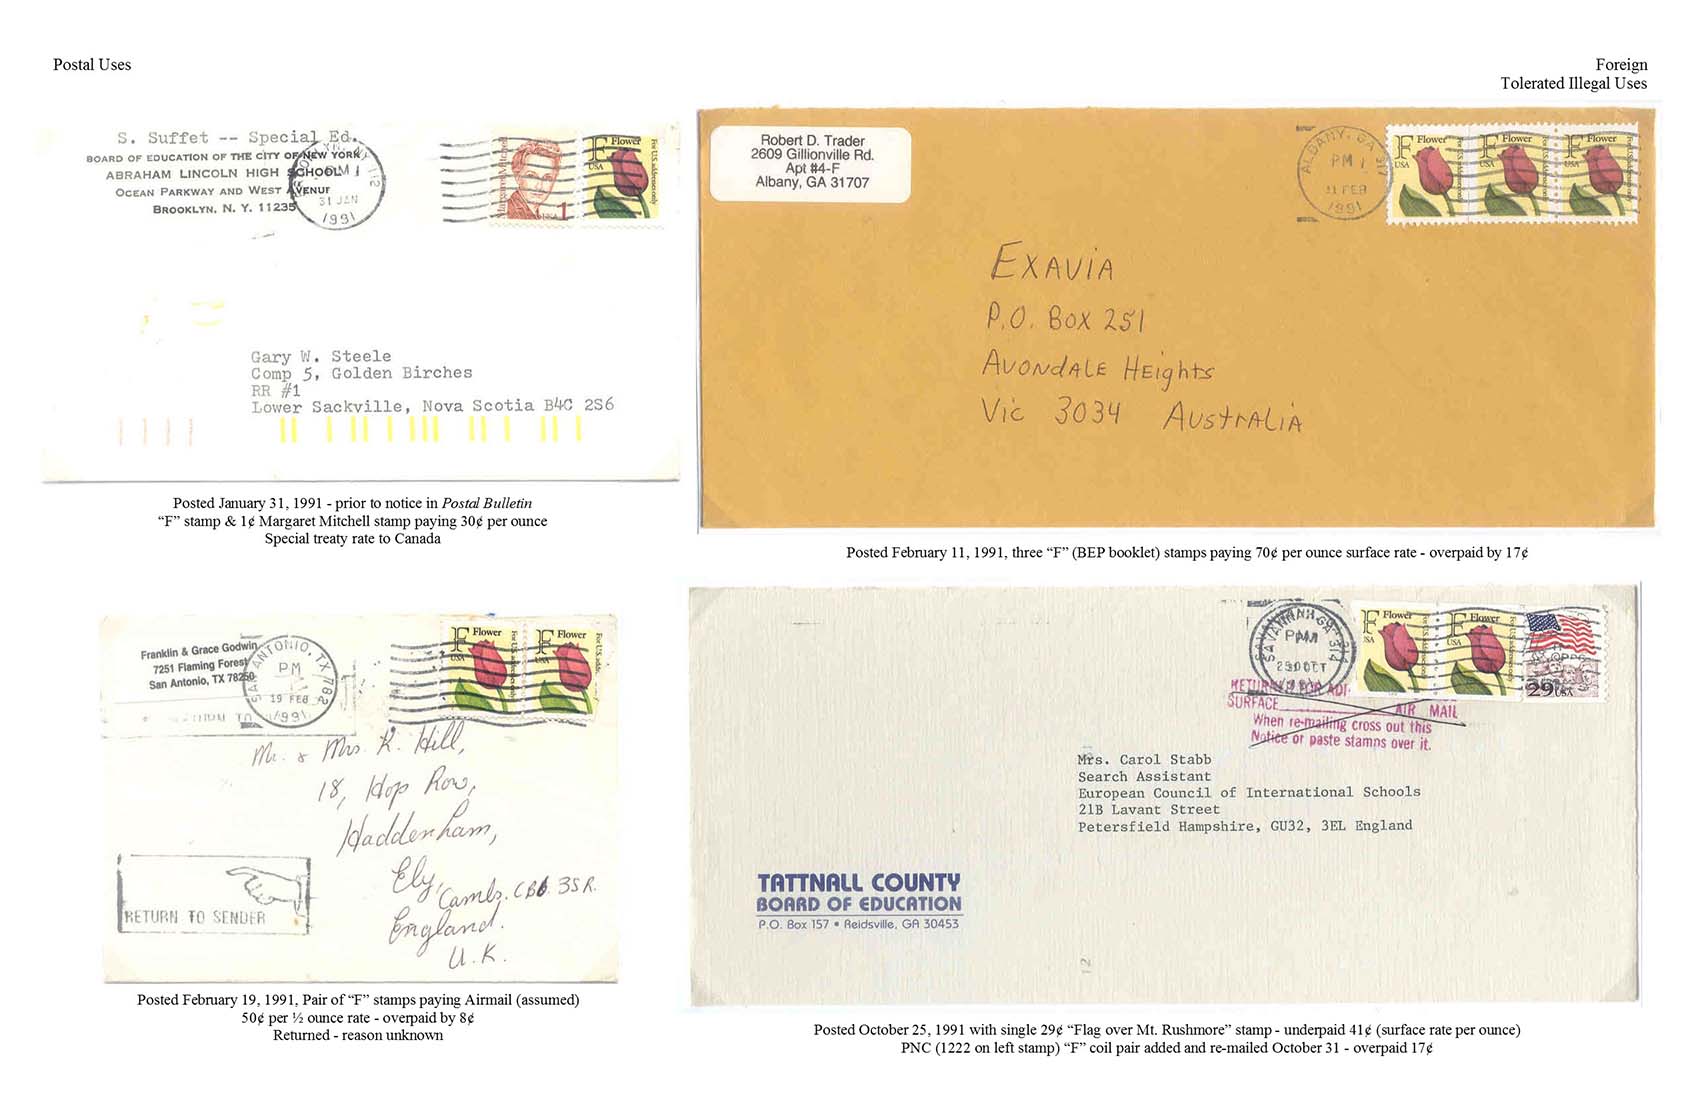 Postal Uses
Foreign
Tolerated Illegal Uses
S. Suffet -- Special Ed.
BOARD OF EDUCATION OF THE CITY OF NEW YORK
ABRAHAM LINCOLN HIGH SCHOOL
OCEAN PARKWAY AND WEST AVENUE
BROOKLYN, N. Y. 11235
PM
31 JAN
1991
Margaret Mitchell
USA 1
F Flower
USA
For U.S. addresses only
Gary W. Steele
Comp 5, Golden Birches
RR #1
Lower Sackville, Nova Scotia B4C 2S6
Posted January 31, 1991 - prior to notice in Postal Bulletin
“F” stamp & 1¢ Margaret Mitchell stamp paying 30¢ per ounce
Special treaty rate to Canada
Robert D. Trader
2609 Gillionville Rd.
Apt #4-F
Albany, GA 31707
ALBANY, GA 317
PM
11 FEB
1991
F Flower
USA
F Flower
USA
F Flower
USA
EXAVIA
P.O. BOX 251
AVONDALE HEIGHTS
Vic 3034 AUSTRALIA
Posted February 11, 1991, three “F” (BEP booklet) stamps paying 70¢ per ounce surface rate - overpaid by 17¢
Franklin & Grace Godwin
7251 Flaming Forest
San Antonio, TX 78250
SAN ANTONIO, TX 782
PM
19 FEB
1991
F Flower
USA
For U.S. addresses only
F Flower
USA
For U.S. addre
Mr. & Mrs. R. Hill,
18, Hop Row,
Haddenham,
Ely,
Cambs. CB6 3SR.
England.
U.K.
RETURN TO SENDER
Posted February 19, 1991, Pair of “F” stamps paying Airmail (assumed)
50¢ per ½ ounce rate - overpaid by 8¢
Returned - reason unknown
SAVANNAH GA 314
PM
OCT
1991
F Flower
USA
F Flower
USA
29 USA
RETURNED FOR ADD
SURFACE AIR MAIL
When re-mailing cross out this
Notice or paste stamps over it.
Mrs. Carol Stabb
Search Assistant
European Council of International Schools
21B Lavant Street
Petersfield Hampshire, GU32, 3EL England
TATTNALL COUNTY
BOARD OF EDUCATION
P.O. Box 157 • Reidsville, GA 30453
12
Posted October 25, 1991 with single 29¢ “Flag over Mt. Rushmore” stamp - underpaid 41¢ (surface rate per ounce)
PNC (1222 on left stamp) “F” coil pair added and re-mailed October 31 - overpaid 17¢